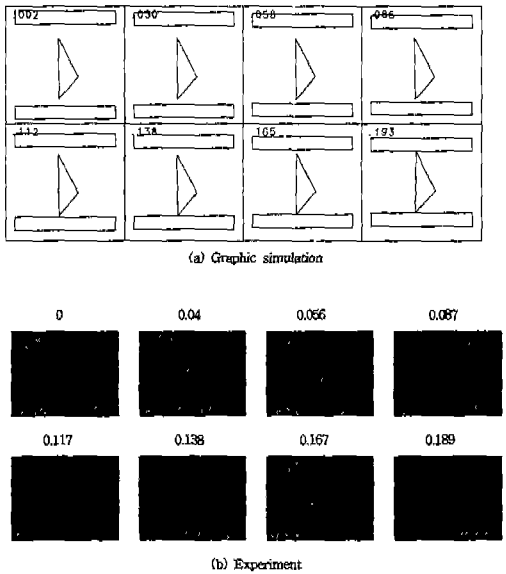 .002 .030 .058 .086
.112 .138 .165 .193
(a) Graphic simulation
0 0.04 0.056 0.087
0.117 0.138 0.167 0.189
(b) Experiment